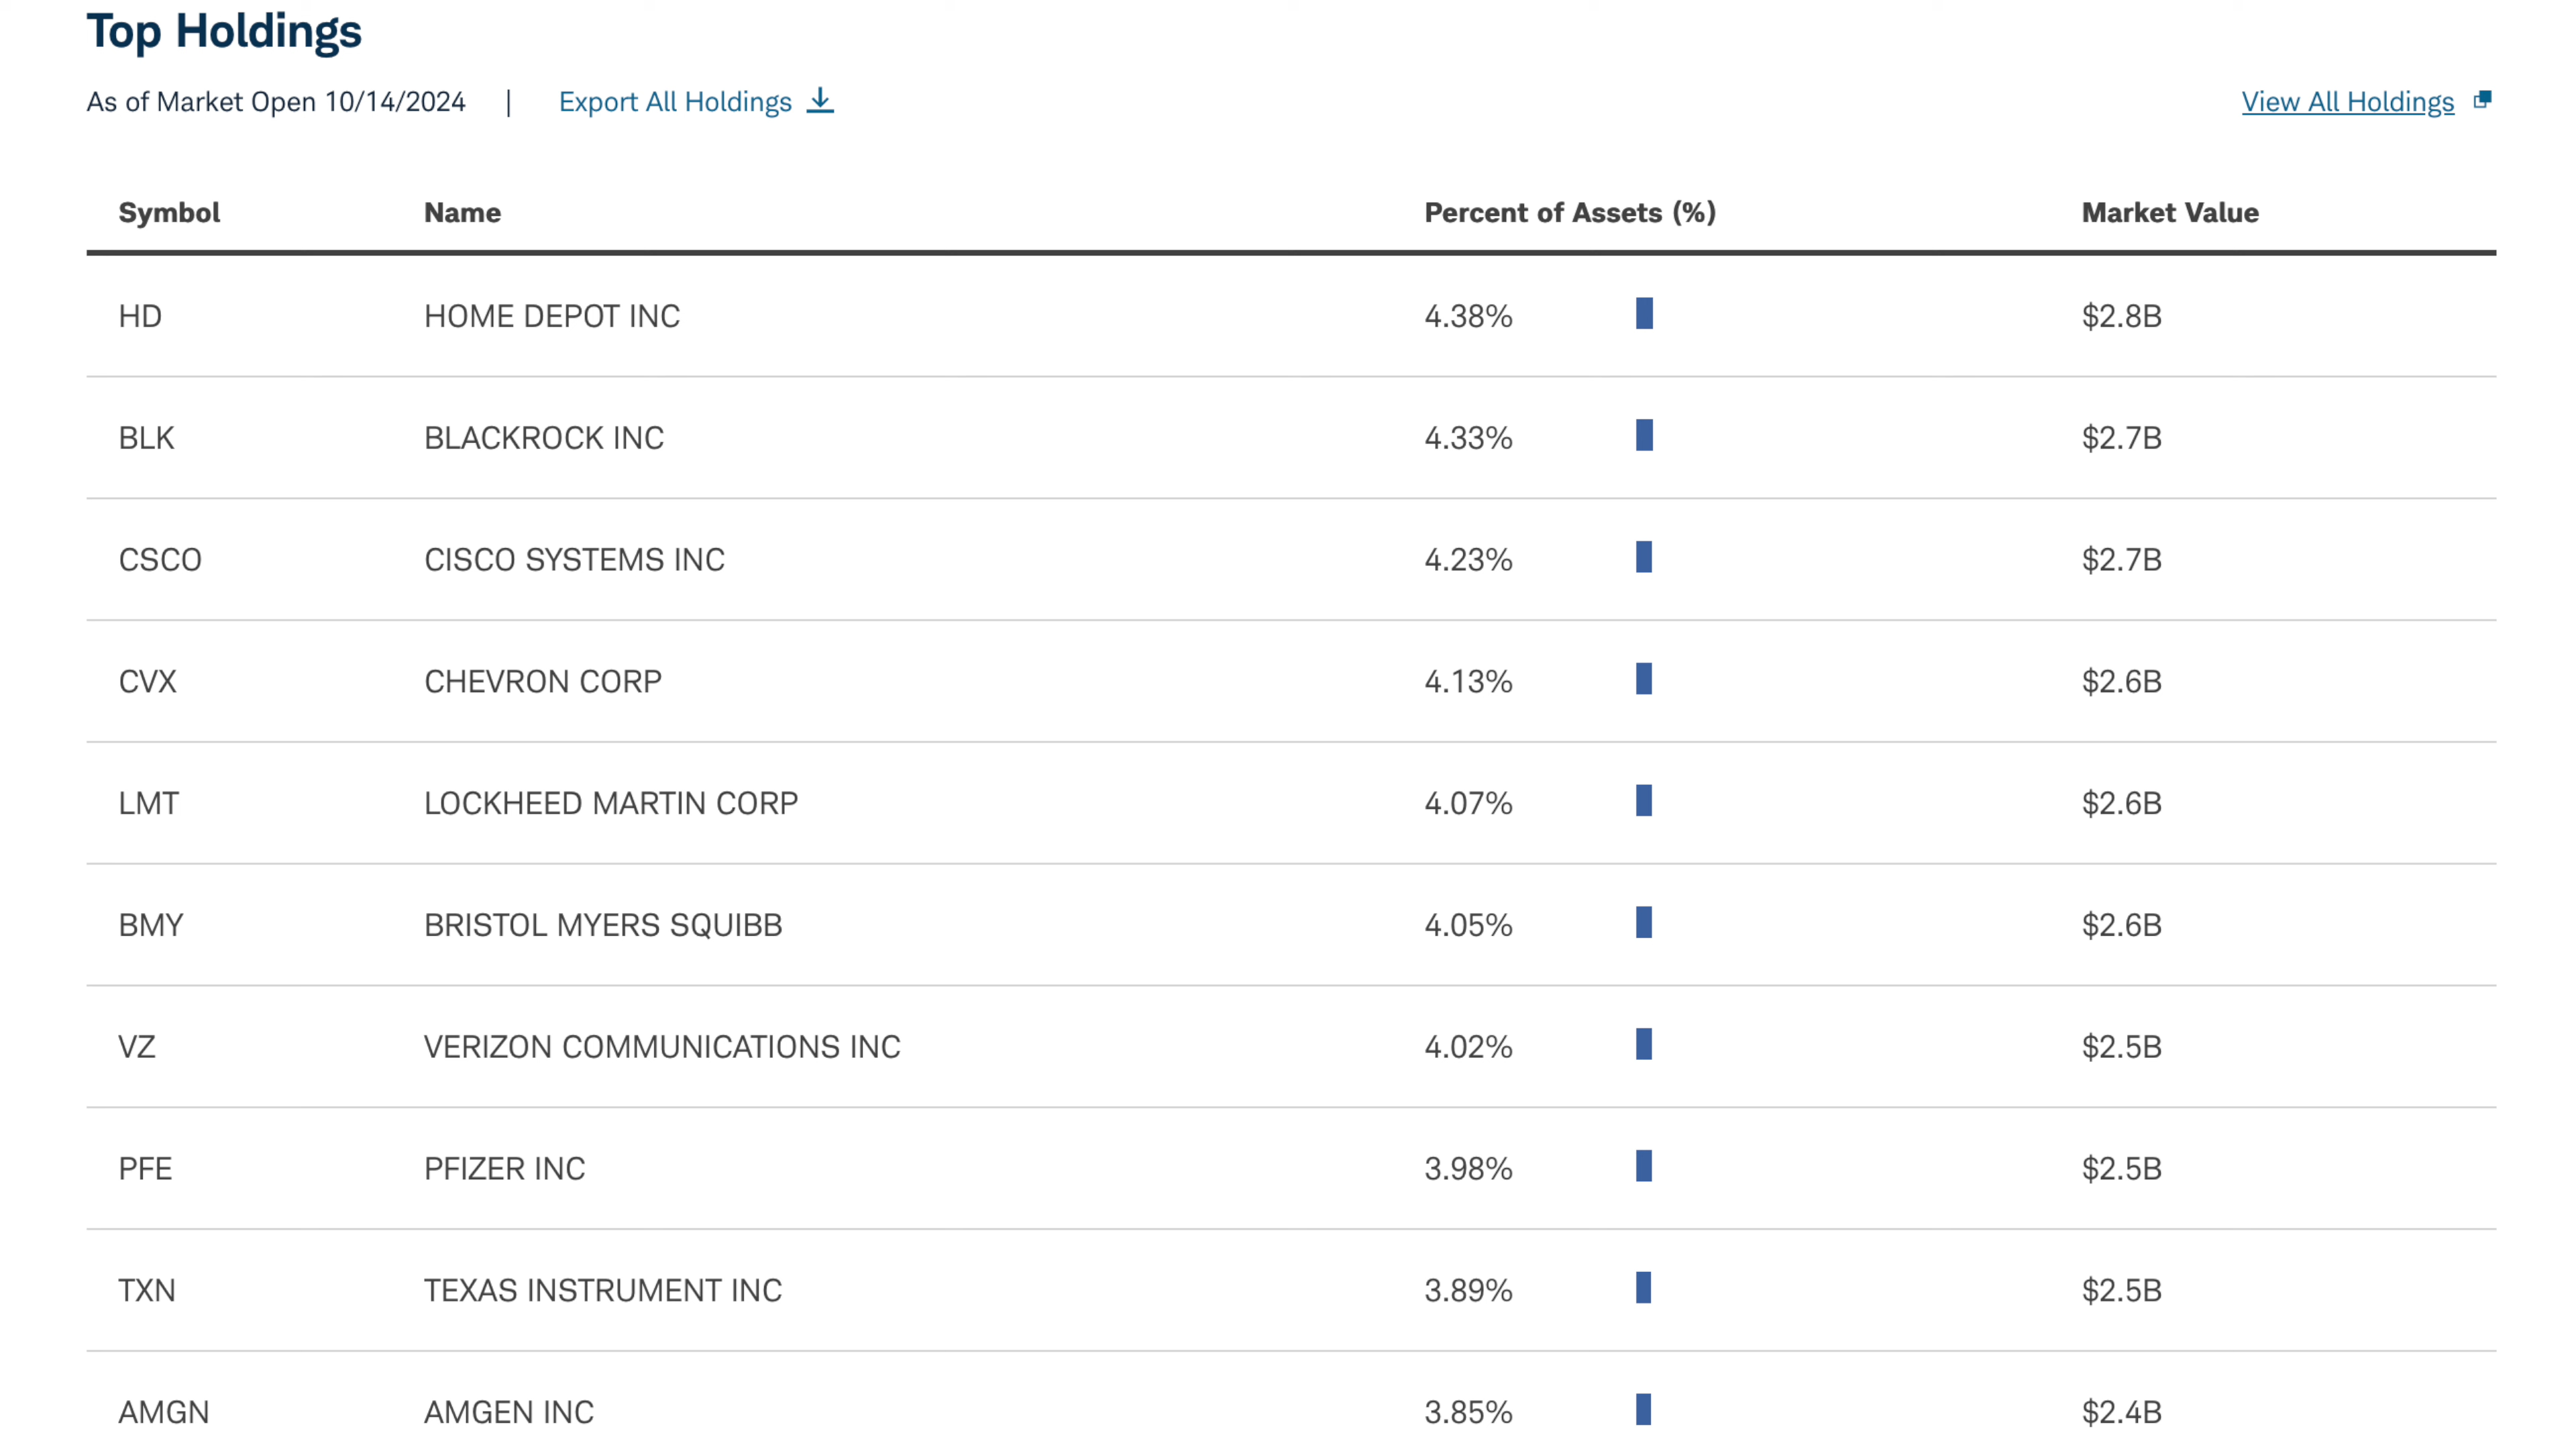 Top Holdings
As of Market Open 10/14/2024 | Export All Holdings View All Holdings
Symbol Name Percent of Assets (%) Market Value
HD HOME DEPOT INC 4.38% $2.8B
BLK BLACKROCK INC 4.33% $2.7B
CSCO CISCO SYSTEMS INC 4.23% $2.7B
CVX CHEVRON CORP 4.13% $2.6B
LMT LOCKHEED MARTIN CORP 4.07% $2.6B
BMY BRISTOL MYERS SQUIBB 4.05% $2.6B
VZ VERIZON COMMUNICATIONS INC 4.02% $2.5B
PFE PFIZER INC 3.98% $2.5B
TXN TEXAS INSTRUMENT INC 3.89% $2.5B
AMGN AMGEN INC 3.85% $2.4B